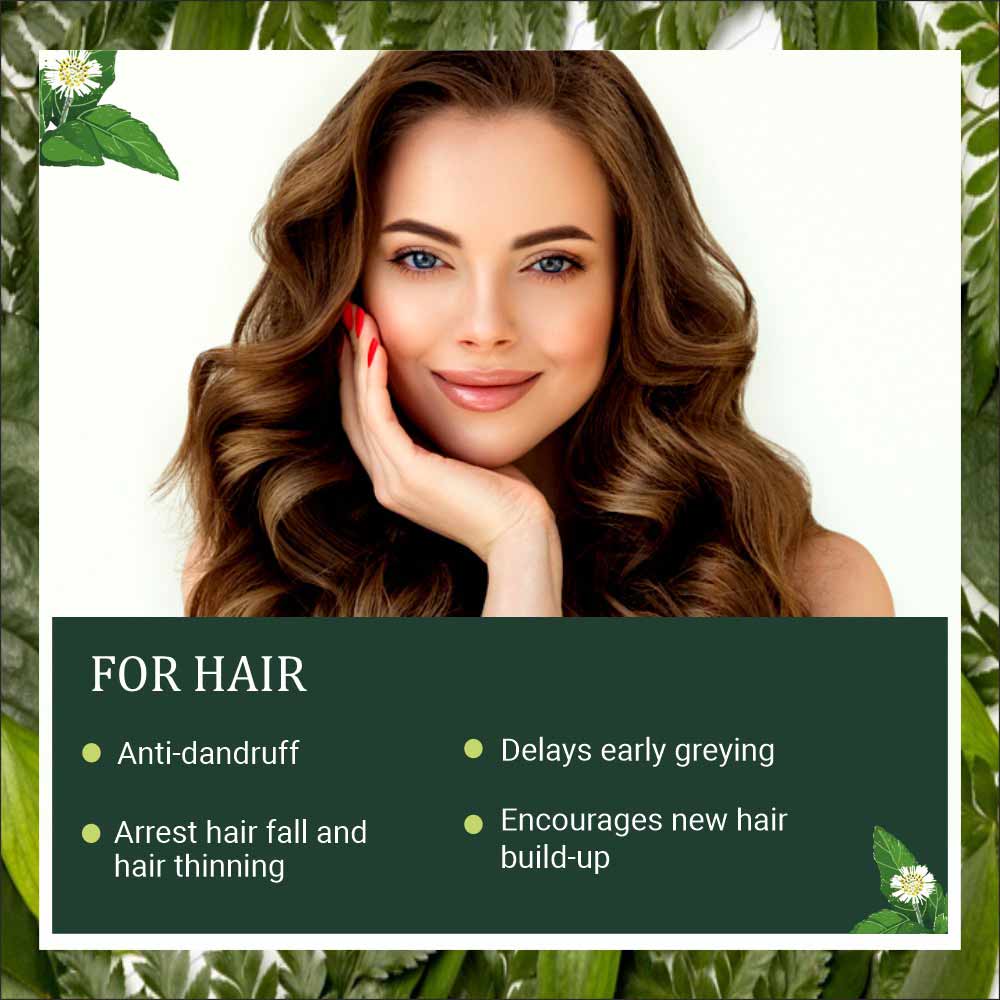 FOR HAIR
Anti-dandruff
Arrest hair fall and
hair thinning
Delays early greying
Encourages new hair
build-up